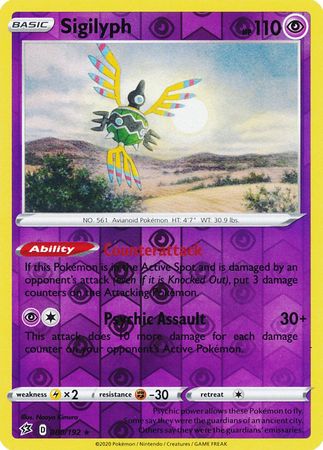 BASIC Sigilyph HP 110
NO. 561 Avianoid Pokémon HT: 4'7" WT: 30.9 lbs.
Ability Counterattack
If this Pokémon is in the Active Spot and is damaged by an
opponent's attack (even if it is Knocked Out), put 3 damage
counters on the Attacking Pokémon.
Psychic Assault 30+
This attack does 10 more damage for each damage
counter on your opponent's Active Pokémon.
weakness ×2 resistance -30 retreat
Illus. Naoyo Kimura
Psychic power allows these Pokémon to fly.
Some say they were the guardians of an ancient city.
Others say they were the guardians' emissaries.
D /192 ★
©2020 Pokémon / Nintendo / Creatures / GAME FREAK